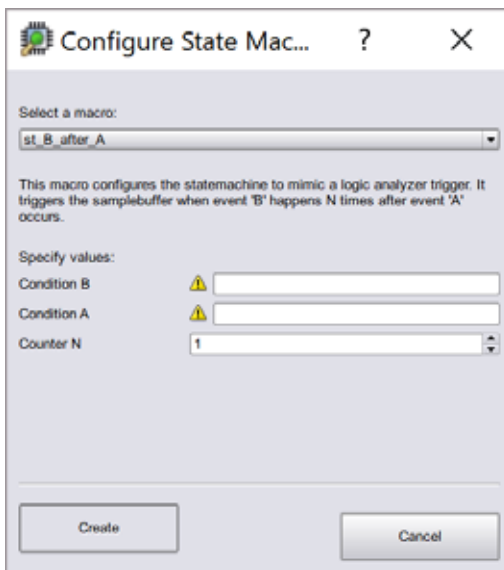 Configure State Mac... ?
Select a macro:
st_B_after_A
This macro configures the statemachine to mimic a logic analyzer trigger. It
triggers the samplebuffer when event 'B' happens N times after event 'A'
occurs.
Specify values:
Condition B
Condition A
Counter N 1
Create Cancel